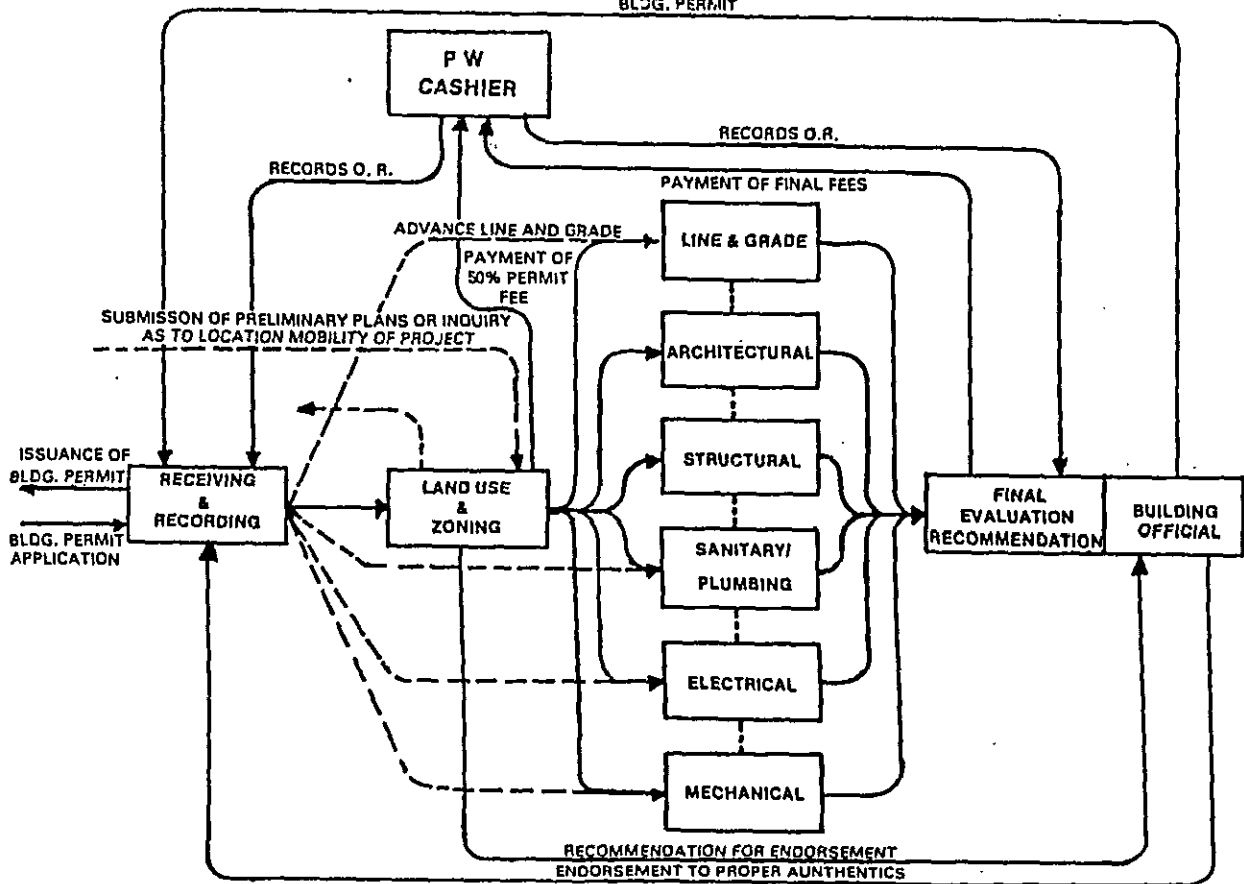 BLDG. PERMIT
P W
CASHIER
RECORDS O.R.
RECORDS O. R.
PAYMENT OF FINAL FEES
ADVANCE LINE AND GRADE
LINE & GRADE
PAYMENT OF
50% PERMIT
FEE
SUBMISSON OF PRELIMINARY PLANS OR INQUIRY
AS TO LOCATION MOBILITY OF PROJECT
ARCHITECTURAL
ISSUANCE OF
BLDG. PERMIT
BLDG. PERMIT
APPLICATION
RECEIVING
&
RECORDING
LAND USE
&
ZONING
STRUCTURAL
SANITARY/
PLUMBING
FINAL
EVALUATION
RECOMMENDATION
BUILDING
OFFICIAL
ELECTRICAL
MECHANICAL
RECOMMENDATION FOR ENDORSEMENT
ENDORSEMENT TO PROPER AUNTHENTICS